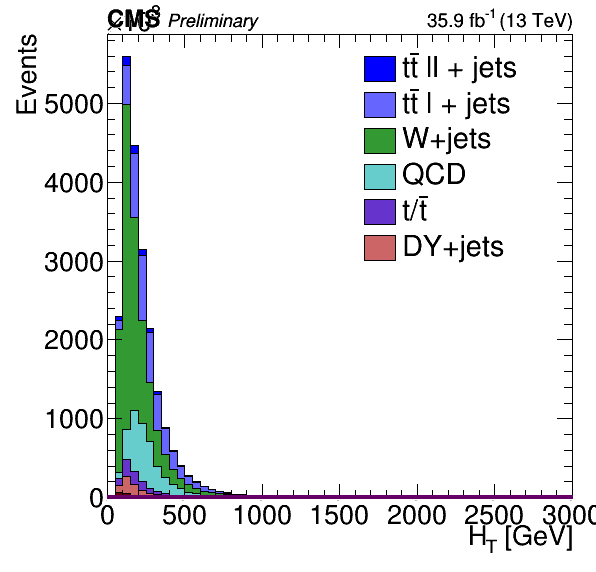 CMS Preliminary 35.9 fb⁻¹ (13 TeV)
Events
tt̄ ll + jets
tt̄ l + jets
W+jets
QCD
t/t̄
DY+jets
5000
4000
3000
2000
1000
0
0 500 1000 1500 2000 2500 3000
H_T [GeV]